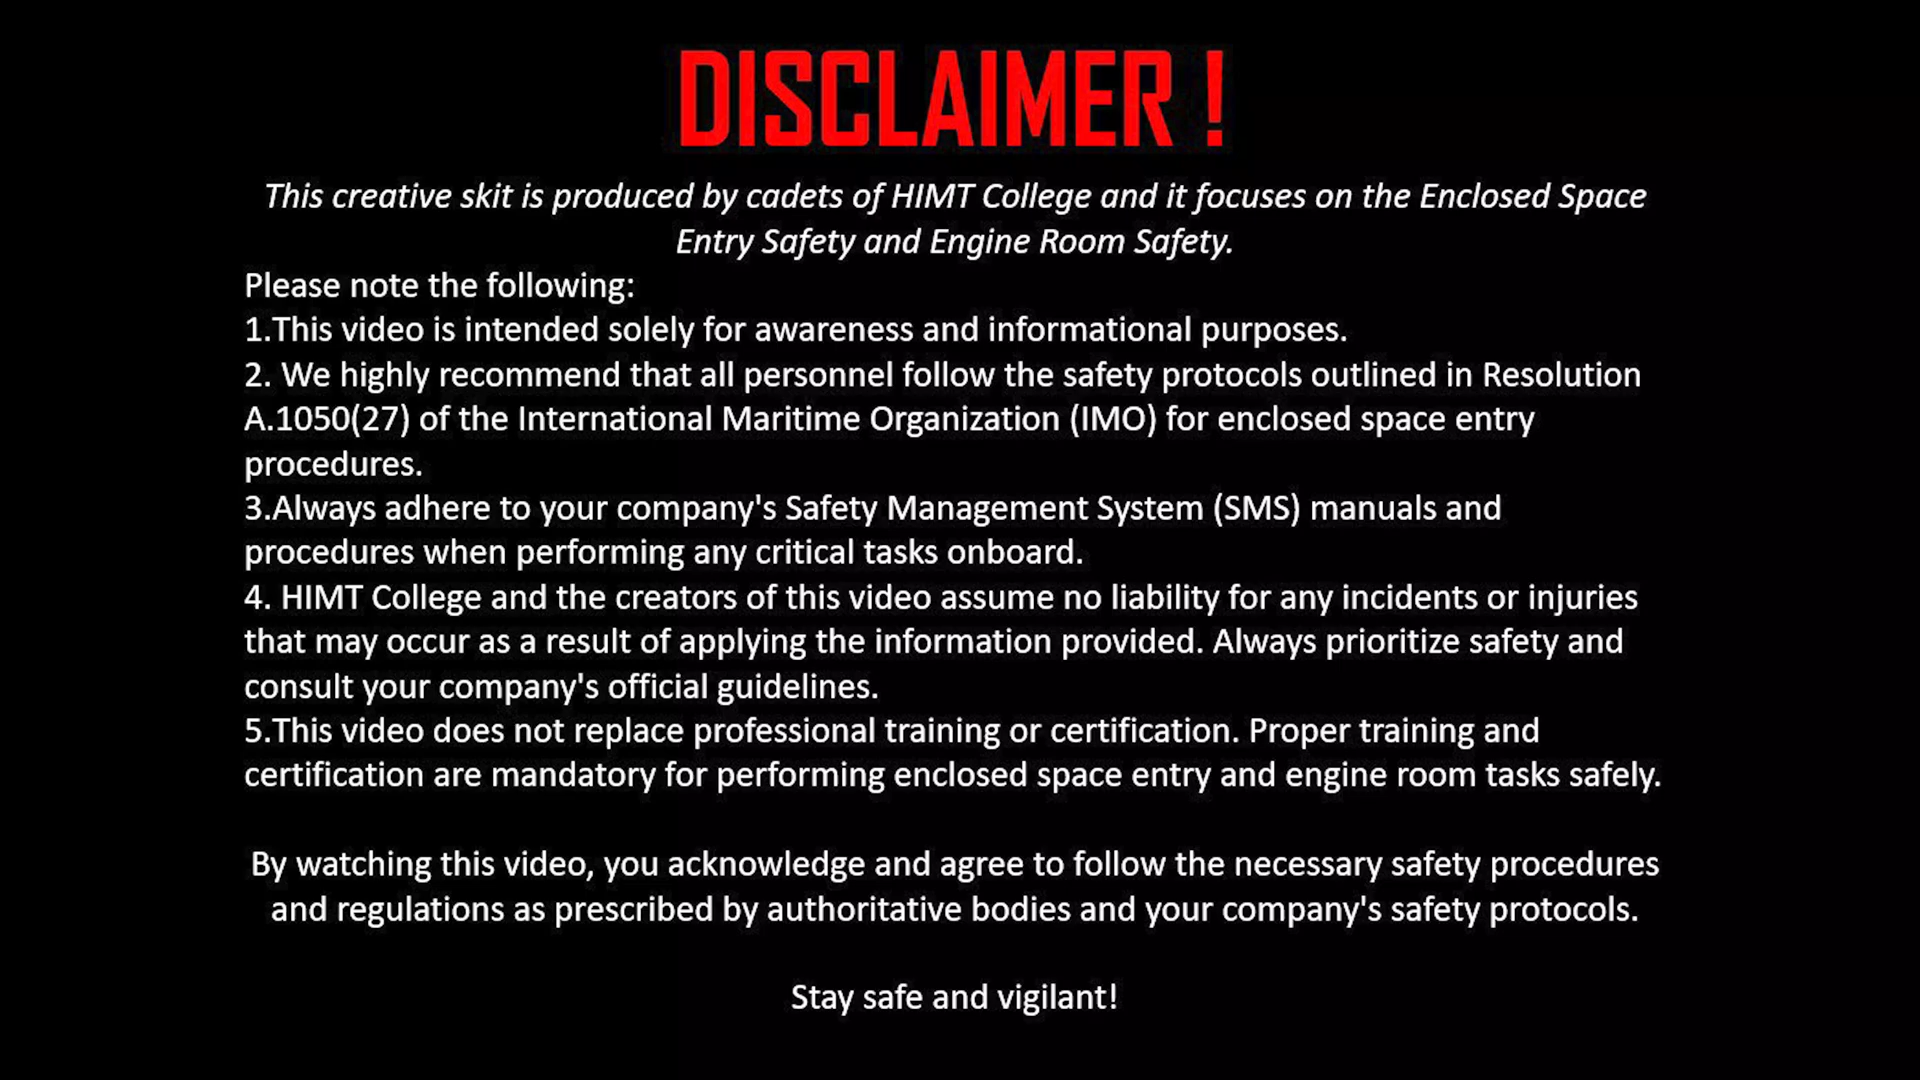 DISCLAIMER !
This creative skit is produced by cadets of HIMT College and it focuses on the Enclosed Space
Entry Safety and Engine Room Safety.
Please note the following:
1.This video is intended solely for awareness and informational purposes.
2. We highly recommend that all personnel follow the safety protocols outlined in Resolution
A.1050(27) of the International Maritime Organization (IMO) for enclosed space entry
procedures.
3.Always adhere to your company's Safety Management System (SMS) manuals and
procedures when performing any critical tasks onboard.
4. HIMT College and the creators of this video assume no liability for any incidents or injuries
that may occur as a result of applying the information provided. Always prioritize safety and
consult your company's official guidelines.
5.This video does not replace professional training or certification. Proper training and
certification are mandatory for performing enclosed space entry and engine room tasks safely.
By watching this video, you acknowledge and agree to follow the necessary safety procedures
and regulations as prescribed by authoritative bodies and your company's safety protocols.
Stay safe and vigilant!